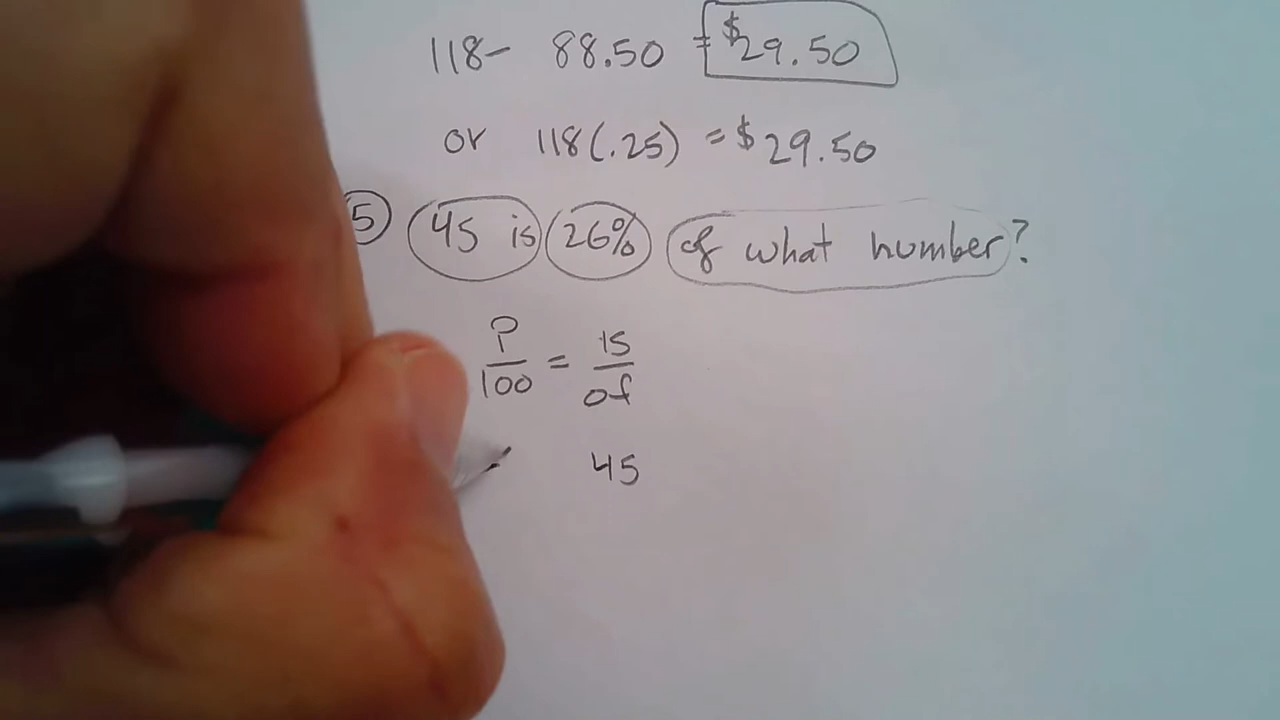 118- 88.50 = $29.50
or 118(.25) = $29.50
5 45 is 26% of what number?
P/100 = is/of
45